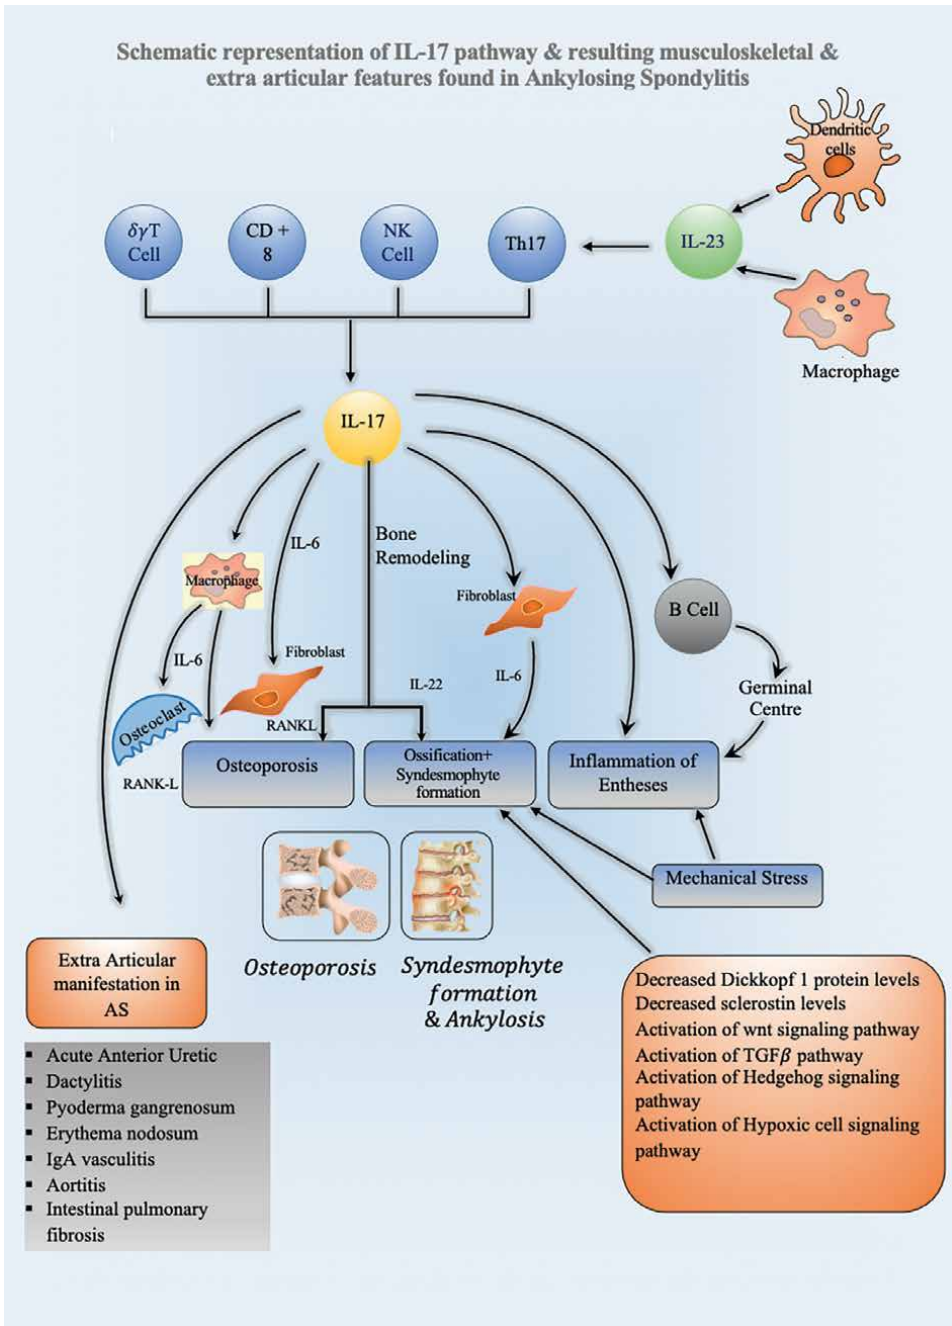 Schematic representation of IL-17 pathway & resulting musculoskeletal &
extra articular features found in Ankylosing Spondylitis
Dendritic
cells
δγT
Cell
CD +
8
NK
Cell
Th17
IL-23
Macrophage
IL-17
Bone
Remodeling
IL-6
Macrophage
Fibroblast
B Cell
IL-6
Fibroblast
IL-22
IL-6
Germinal
Centre
Osteoclast
RANKL
RANK-L
Osteoporosis
Ossification+
Syndesmophyte
formation
Inflammation of
Entheses
Mechanical Stress
Osteoporosis
Syndesmophyte
formation
& Ankylosis
Extra Articular
manifestation in
AS
▪ Acute Anterior Uretic
▪ Dactylitis
▪ Pyoderma gangrenosum
▪ Erythema nodosum
▪ IgA vasculitis
▪ Aortitis
▪ Intestinal pulmonary
fibrosis
Decreased Dickkopf 1 protein levels
Decreased sclerostin levels
Activation of wnt signaling pathway
Activation of TGFβ pathway
Activation of Hedgehog signaling
pathway
Activation of Hypoxic cell signaling
pathway